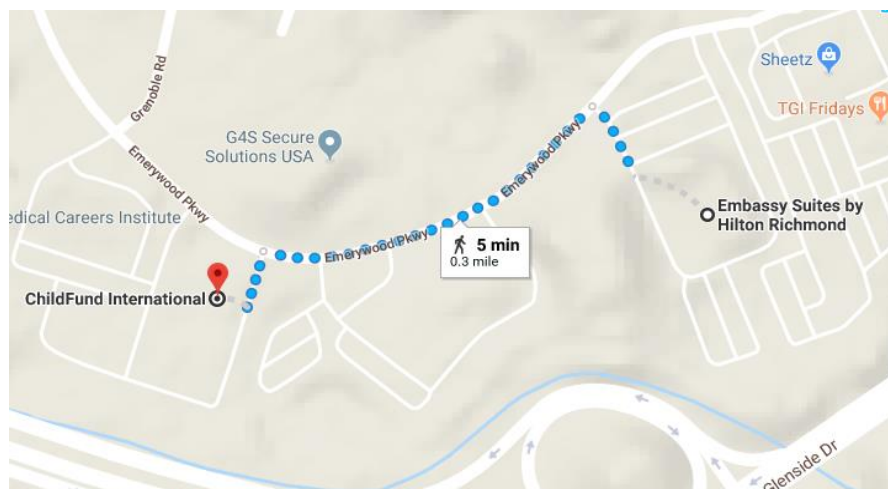 Sheetz
TGI Fridays
Grenoble Rd
G4S Secure
Solutions USA
Emerywood Pkwy
Emerywood Pkwy
Embassy Suites by
Hilton Richmond
edical Careers Institute
Emerywood Pkwy
5 min
0.3 mile
ChildFund International
Glenside Dr